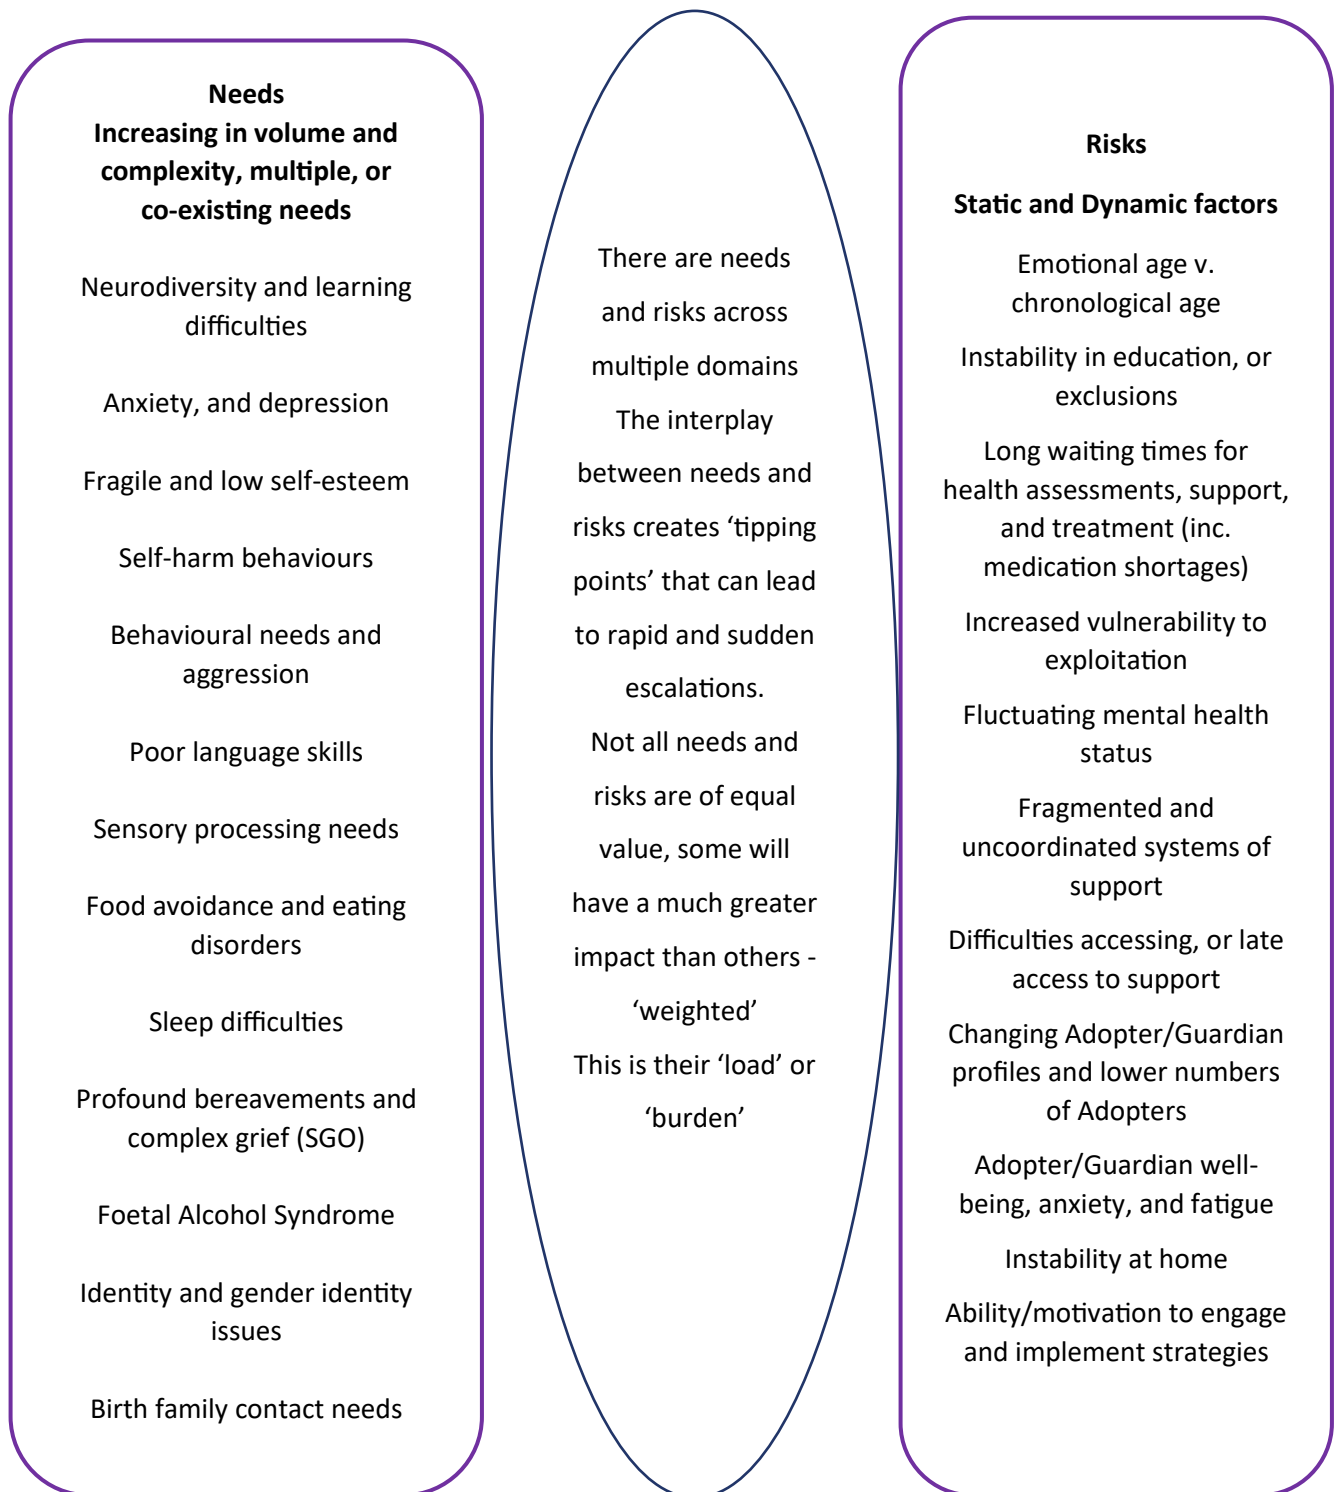 Needs
Increasing in volume and
complexity, multiple, or
co-existing needs
Neurodiversity and learning
difficulties
Anxiety, and depression
Fragile and low self-esteem
Self-harm behaviours
Behavioural needs and
aggression
Poor language skills
Sensory processing needs
Food avoidance and eating
disorders
Sleep difficulties
Profound bereavements and
complex grief (SGO)
Foetal Alcohol Syndrome
Identity and gender identity
issues
Birth family contact needs
There are needs
and risks across
multiple domains
The interplay
between needs and
risks creates ‘tipping
points’ that can lead
to rapid and sudden
escalations.
Not all needs and
risks are of equal
value, some will
have a much greater
impact than others -
‘weighted’
This is their ‘load’ or
‘burden’
Risks
Static and Dynamic factors
Emotional age v.
chronological age
Instability in education, or
exclusions
Long waiting times for
health assessments, support,
and treatment (inc.
medication shortages)
Increased vulnerability to
exploitation
Fluctuating mental health
status
Fragmented and
uncoordinated systems of
support
Difficulties accessing, or late
access to support
Changing Adopter/Guardian
profiles and lower numbers
of Adopters
Adopter/Guardian well-
being, anxiety, and fatigue
Instability at home
Ability/motivation to engage
and implement strategies